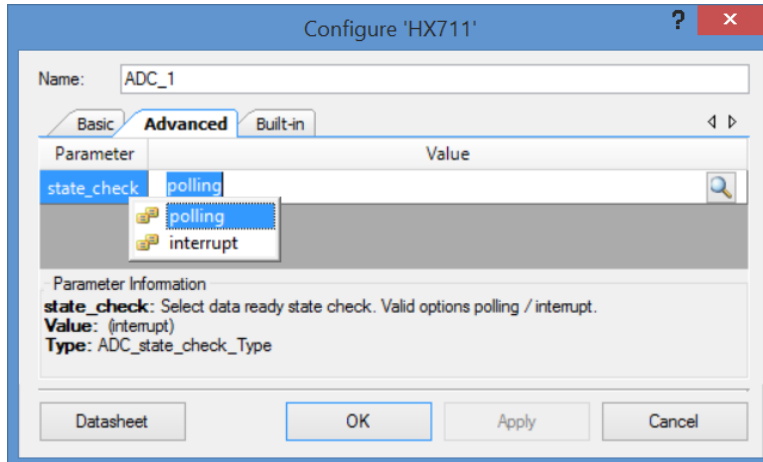 Configure 'HX711'
?
Name: ADC_1
Basic Advanced Built-in
Parameter Value
state_check polling
polling
interrupt
Parameter Information
state_check: Select data ready state check. Valid options polling / interrupt.
Value: (interrupt)
Type: ADC_state_check_Type
Datasheet OK Apply Cancel